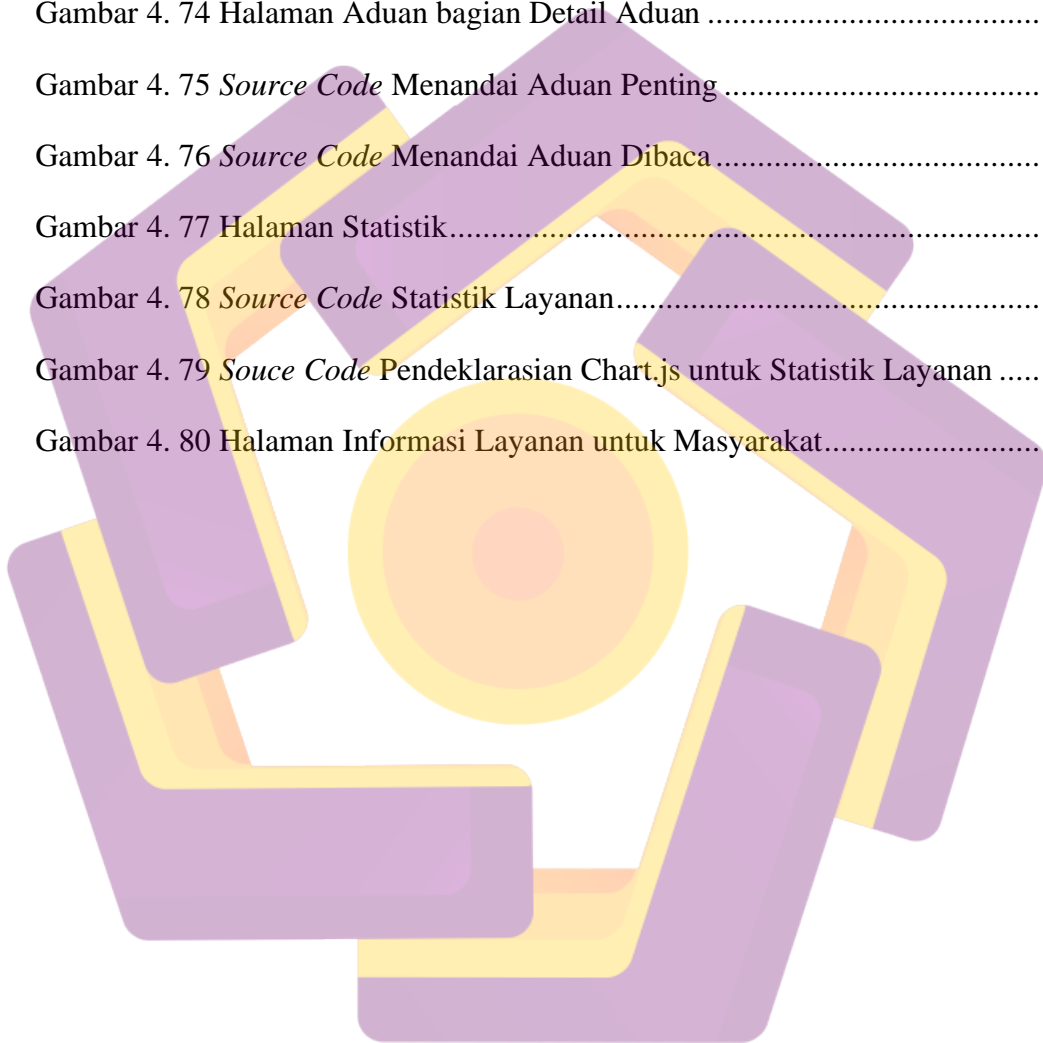 Gambar 4. 74 Halaman Aduan bagian Detail Aduan ........................................
Gambar 4. 75 Source Code Menandai Aduan Penting ......................................
Gambar 4. 76 Source Code Menandai Aduan Dibaca .......................................
Gambar 4. 77 Halaman Statistik........................................................................
Gambar 4. 78 Source Code Statistik Layanan....................................................
Gambar 4. 79 Souce Code Pendeklarasian Chart.js untuk Statistik Layanan .....
Gambar 4. 80 Halaman Informasi Layanan untuk Masyarakat..........................